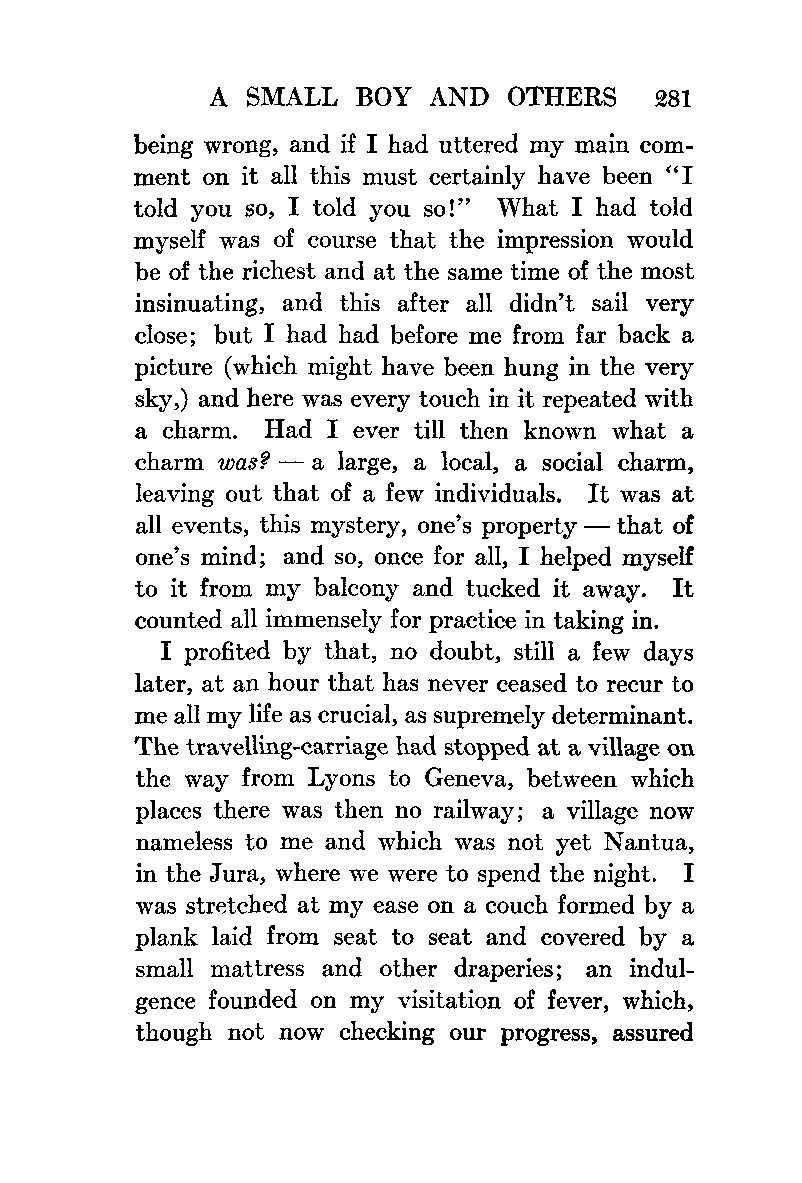 A SMALL BOY AND OTHERS 281
being wrong, and if I had uttered my main com-
ment on it all this must certainly have been “I
told you so, I told you so!” What I had told
myself was of course that the impression would
be of the richest and at the same time of the most
insinuating, and this after all didn’t sail very
close; but I had had before me from far back a
picture (which might have been hung in the very
sky,) and here was every touch in it repeated with
a charm. Had I ever till then known what a
charm was? — a large, a local, a social charm,
leaving out that of a few individuals. It was at
all events, this mystery, one’s property — that of
one’s mind; and so, once for all, I helped myself
to it from my balcony and tucked it away. It
counted all immensely for practice in taking in.
I profited by that, no doubt, still a few days
later, at an hour that has never ceased to recur to
me all my life as crucial, as supremely determinant.
The travelling-carriage had stopped at a village on
the way from Lyons to Geneva, between which
places there was then no railway; a village now
nameless to me and which was not yet Nantua,
in the Jura, where we were to spend the night. I
was stretched at my ease on a couch formed by a
plank laid from seat to seat and covered by a
small mattress and other draperies; an indul-
gence founded on my visitation of fever, which,
though not now checking our progress, assured